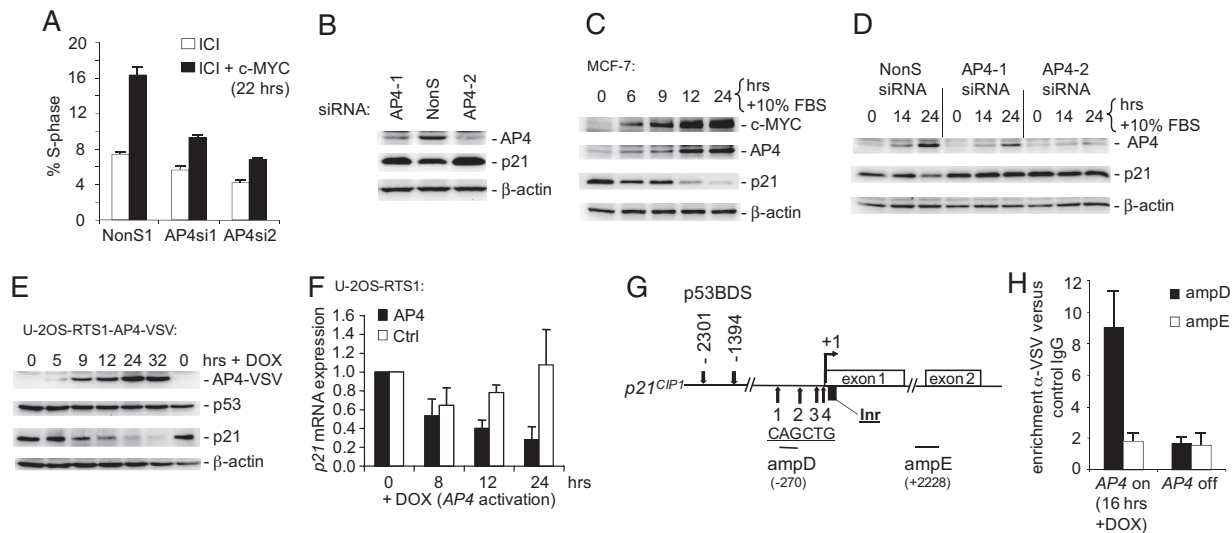 A
20
16
12
8
4
0
% S-phase
ICI
ICI + c-MYC
(22 hrs)
NonS1 AP4si1 AP4si2
B
siRNA: AP4-1 NonS AP4-2
- AP4
- p21
- β-actin
C
MCF-7:
0 6 9 12 24 hrs
+10% FBS
- c-MYC
- AP4
- p21
- β-actin
D
NonS siRNA AP4-1 siRNA AP4-2 siRNA
0 14 24 0 14 24 0 14 24 hrs
+10% FBS
- AP4
- p21
- β-actin
E
U-2OS-RTS1-AP4-VSV:
0 5 9 12 24 32 0 hrs + DOX
- AP4-VSV
- p53
- p21
- β-actin
F
U-2OS-RTS1:
AP4
Ctrl
p21 mRNA expression
1.6
1.4
1.2
1.0
0.8
0.6
0.4
0.2
0.0
0 8 12 24 hrs
+ DOX (AP4 activation)
G
p53BDS
- 2301
-1394
+1
p21CIP1
exon1 exon 2
1 2 3 4 Inr
CAGCTG
ampD
(-270)
ampE
(+2228)
H
enrichment α-VSV versus
control IgG
12
10
8
6
4
2
0
ampD
ampE
AP4 on
(16 hrs
+DOX)
AP4 off